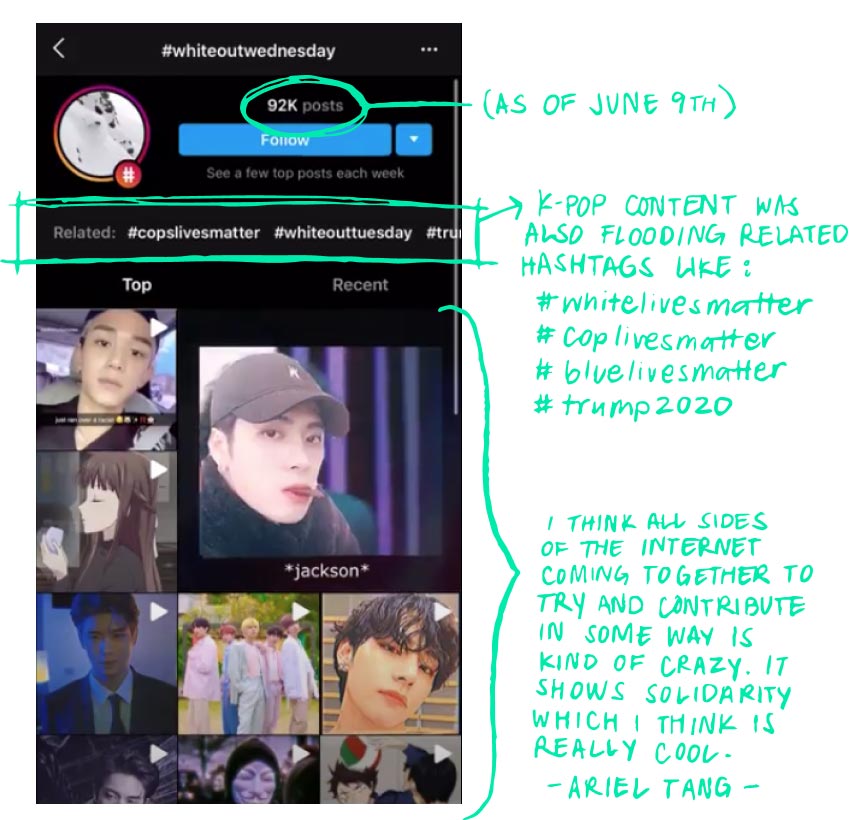 #whiteoutwednesday
92K posts
(AS OF JUNE 9TH)
Follow
See a few top posts each week
Related: #copslivesmatter #whiteouttuesday #tru
K-POP CONTENT WAS
ALSO FLOODING RELATED
HASHTAGS LIKE:
#whitelivesmatter
#coplivesmatter
#bluelivesmatter
#trump2020
Top
Recent
just ran over a racist
*jackson*
I THINK ALL SIDES
OF THE INTERNET
COMING TOGETHER TO
TRY AND CONTRIBUTE
IN SOME WAY IS
KIND OF CRAZY. IT
SHOWS SOLIDARITY
WHICH I THINK IS
REALLY COOL.
- ARIEL TANG -